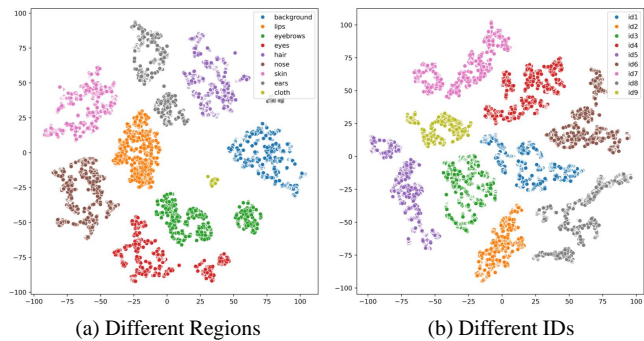 100
75
50
25
0
−25
−50
−75
−100
−100
−75
−50
−25
0
25
50
75
100
background
lips
eyebrows
eyes
hair
nose
skin
ears
cloth
(a) Different Regions
100
75
50
25
0
−25
−50
−75
−100
−100
−75
−50
−25
0
25
50
75
100
id1
id2
id3
id4
id5
id6
id7
id8
id9
(b) Different IDs